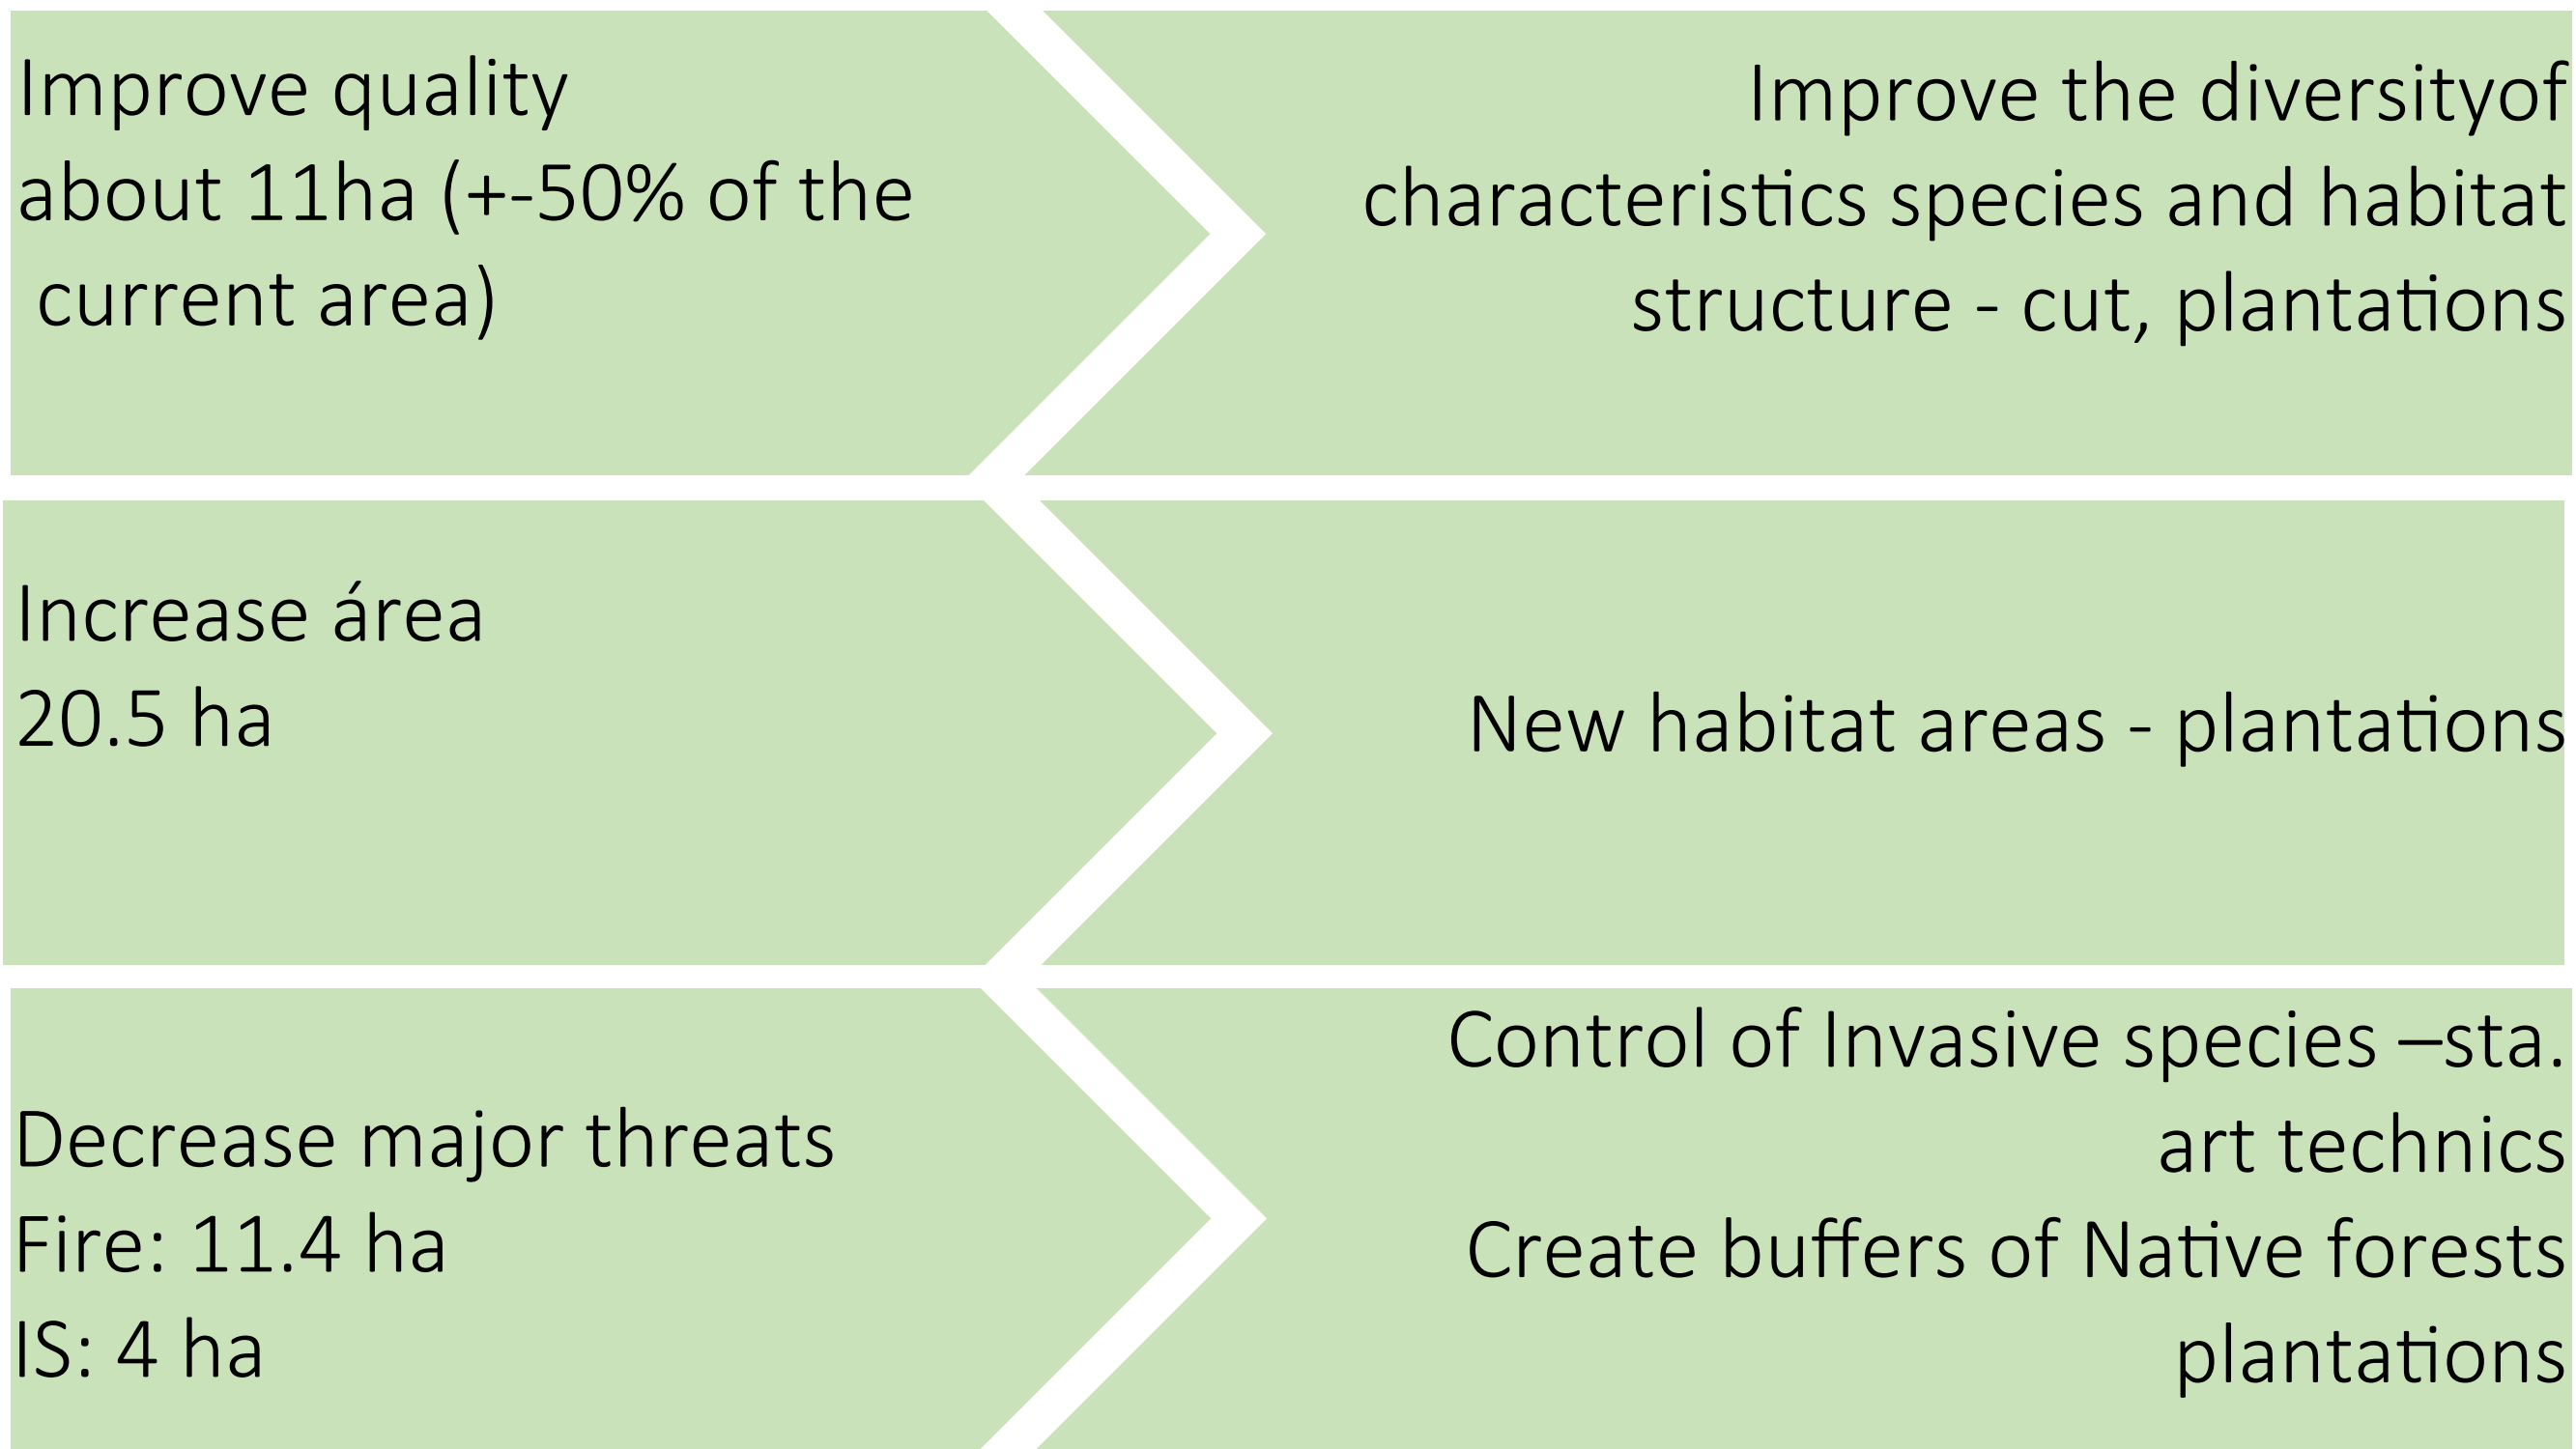 Improve quality
about 11ha (+-50% of the
current area)
Improve the diversityof
characteristics species and habitat
structure - cut, plantations
Increase área
20.5 ha
New habitat areas - plantations
Decrease major threats
Fire: 11.4 ha
IS: 4 ha
Control of Invasive species –sta.
art technics
Create buffers of Native forests
plantations